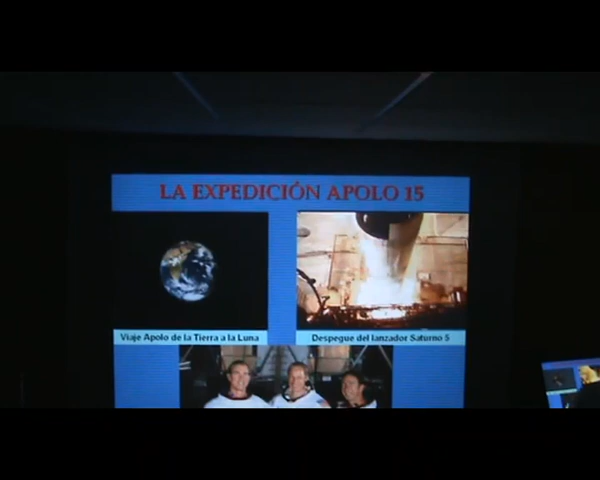 LA EXPEDICIÓN APOLO 15
Viaje Apolo de la Tierra a la Luna
Despegue del lanzador Saturno 5